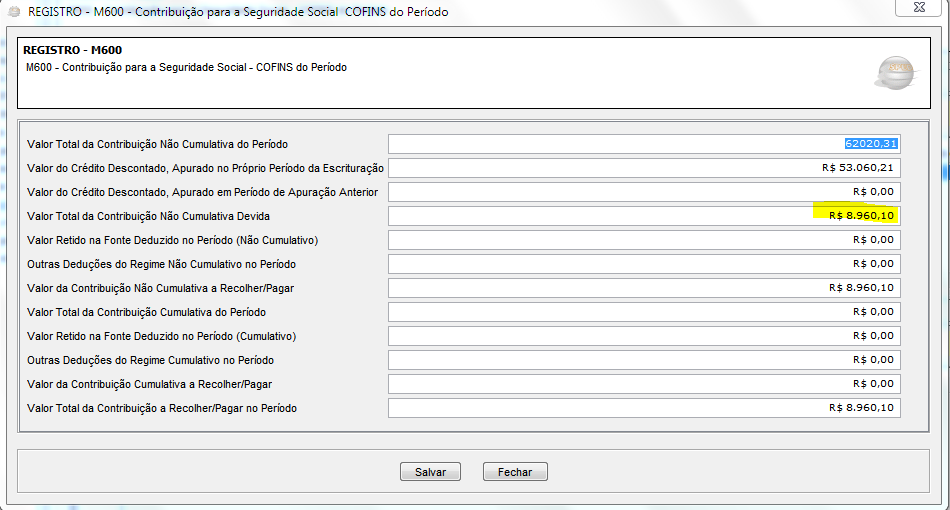 REGISTRO - M600 - Contribuição para a Seguridade Social  COFINS do Período
REGISTRO - M600
M600 - Contribuição para a Seguridade Social - COFINS do Período
Valor Total da Contribuição Não Cumulativa do Período 62020,31
Valor do Crédito Descontado, Apurado no Próprio Período da Escrituração R$ 53.060,21
Valor do Crédito Descontado, Apurado em Período de Apuração Anterior R$ 0,00
Valor Total da Contribuição Não Cumulativa Devida R$ 8.960,10
Valor Retido na Fonte Deduzido no Período (Não Cumulativo) R$ 0,00
Outras Deduções do Regime Não Cumulativo no Período R$ 0,00
Valor da Contribuição Não Cumulativa a Recolher/Pagar R$ 8.960,10
Valor Total da Contribuição Cumulativa do Período R$ 0,00
Valor Retido na Fonte Deduzido no Período (Cumulativo) R$ 0,00
Outras Deduções do Regime Cumulativo no Período R$ 0,00
Valor da Contribuição Cumulativa a Recolher/Pagar R$ 0,00
Valor Total da Contribuição a Recolher/Pagar no Período R$ 8.960,10
Salvar Fechar